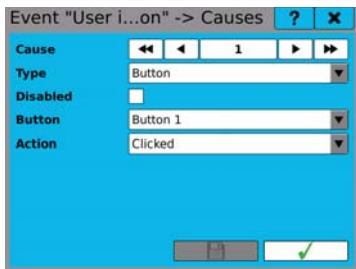 Event "User i...on" -> Causes ?
Cause 1
Type Button
Disabled
Button Button 1
Action Clicked